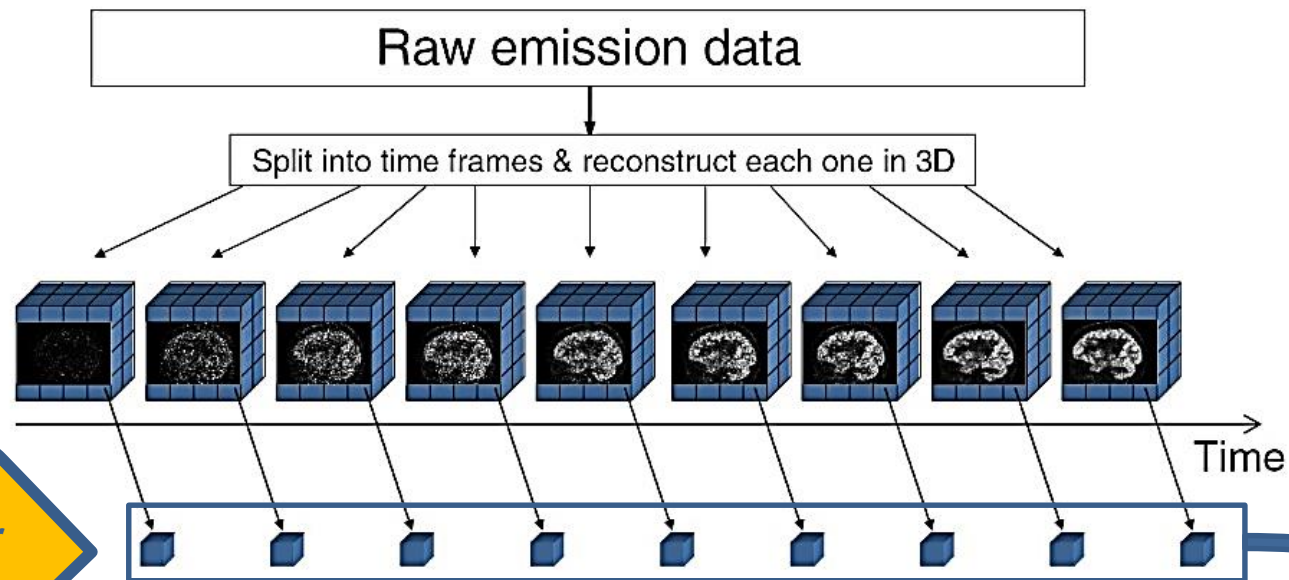 Raw emission data
Split into time frames & reconstruct each one in 3D
Time